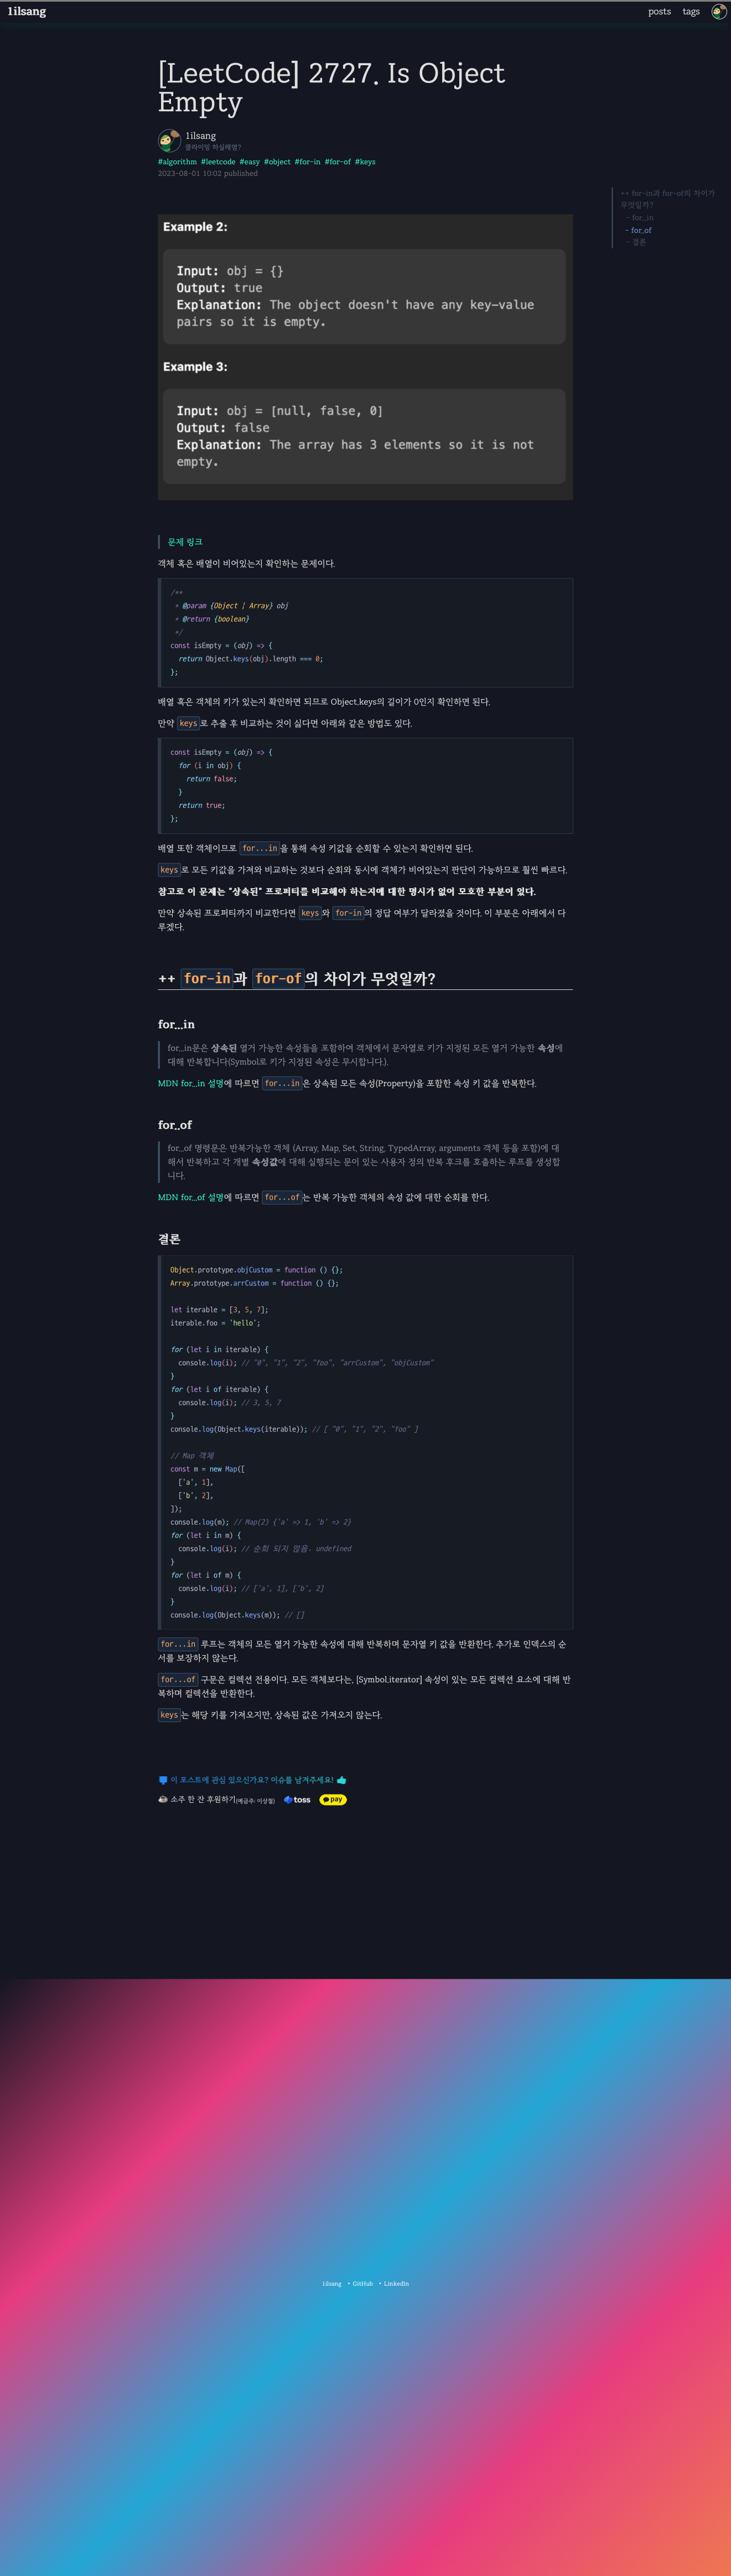 1ilsang
posts tags
[LeetCode] 2727. Is Object
Empty
1ilsang
클라이밍 하실래염?
#algorithm #leetcode #easy #object #for-in #for-of #keys
2023-08-01 10:02 published
++ for-in과 for-of의 차이가
무엇일까?
- for...in
- for..of
- 결론
Example 2:
Input: obj = {}
Output: true
Explanation: The object doesn't have any key-value
pairs so it is empty.
Example 3:
Input: obj = [null, false, 0]
Output: false
Explanation: The array has 3 elements so it is not
empty.
문제 링크
객체 혹은 배열이 비어있는지 확인하는 문제이다.
/**
 * @param {Object | Array} obj
 * @return {boolean}
 */
const isEmpty = (obj) => {
  return Object.keys(obj).length === 0;
};
배열 혹은 객체의 키가 있는지 확인하면 되므로 Object.keys의 길이가 0인지 확인하면 된다.
만약 keys로 추출 후 비교하는 것이 싫다면 아래와 같은 방법도 있다.
const isEmpty = (obj) => {
  for (i in obj) {
    return false;
  }
  return true;
};
배열 또한 객체이므로 for...in을 통해 속성 키값을 순회할 수 있는지 확인하면 된다.
keys로 모든 키값을 가져와 비교하는 것보다 순회와 동시에 객체가 비어있는지 판단이 가능하므로 훨씬 빠르다.
참고로 이 문제는 "상속된" 프로퍼티를 비교해야 하는지에 대한 명시가 없어 모호한 부분이 있다.
만약 상속된 프로퍼티까지 비교한다면 keys와 for-in의 정답 여부가 달라졌을 것이다. 이 부분은 아래에서 다
루겠다.
++ for-in과 for-of의 차이가 무엇일까?
for...in
for...in문은 상속된 열거 가능한 속성들을 포함하여 객체에서 문자열로 키가 지정된 모든 열거 가능한 속성에
대해 반복합니다(Symbol로 키가 지정된 속성은 무시합니다.).
MDN for...in 설명에 따르면 for...in은 상속된 모든 속성(Property)을 포함한 속성 키 값을 반복한다.
for..of
for...of 명령문은 반복가능한 객체 (Array, Map, Set, String, TypedArray, arguments 객체 등을 포함)에 대
해서 반복하고 각 개별 속성값에 대해 실행되는 문이 있는 사용자 정의 반복 후크를 호출하는 루프를 생성합
니다.
MDN for...of 설명에 따르면 for...of는 반복 가능한 객체의 속성 값에 대한 순회를 한다.
결론
Object.prototype.objCustom = function () {};
Array.prototype.arrCustom = function () {};
let iterable = [3, 5, 7];
iterable.foo = 'hello';
for (let i in iterable) {
  console.log(i); // "0", "1", "2", "foo", "arrCustom", "objCustom"
}
for (let i of iterable) {
  console.log(i); // 3, 5, 7
}
console.log(Object.keys(iterable)); // [ "0", "1", "2", "foo" ]
// Map 객체
const m = new Map([
  ['a', 1],
  ['b', 2],
]);
console.log(m); // Map(2) {'a' => 1, 'b' => 2}
for (let i in m) {
  console.log(i); // 순회 되지 않음. undefined
}
for (let i of m) {
  console.log(i); // ['a', 1], ['b', 2]
}
console.log(Object.keys(m)); // []
for...in 루프는 객체의 모든 열거 가능한 속성에 대해 반복하며 문자열 키 값을 반환한다. 추가로 인덱스의 순
서를 보장하지 않는다.
for...of 구문은 컬렉션 전용이다. 모든 객체보다는, [Symbol.iterator] 속성이 있는 모든 컬렉션 요소에 대해 반
복하며 컬렉션을 반환한다.
keys는 해당 키를 가져오지만, 상속된 값은 가져오지 않는다.
이 포스트에 관심 있으신가요? 이슈를 남겨주세요!
소주 한 잔 후원하기(예금주: 이상철) toss pay
1ilsang • GitHub • LinkedIn